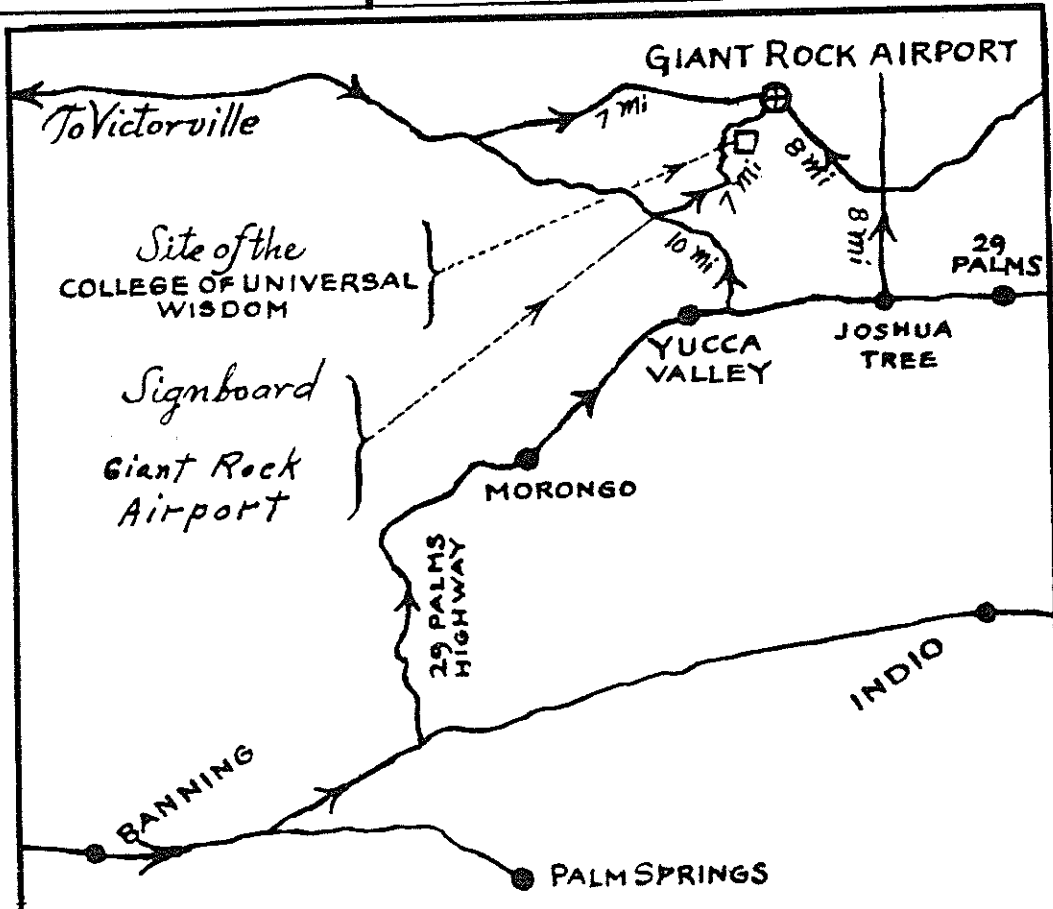 GIANT ROCK AIRPORT
To Victorville
7 mi
8 mi
7 mi
8 mi
10 mi
Site of the
COLLEGE OF UNIVERSAL
WISDOM
29
PALMS
JOSHUA
TREE
YUCCA
VALLEY
Signboard
Giant Rock
Airport
MORONGO
29 PALMS
HIGHWAY
INDIO
BANNING
PALM SPRINGS